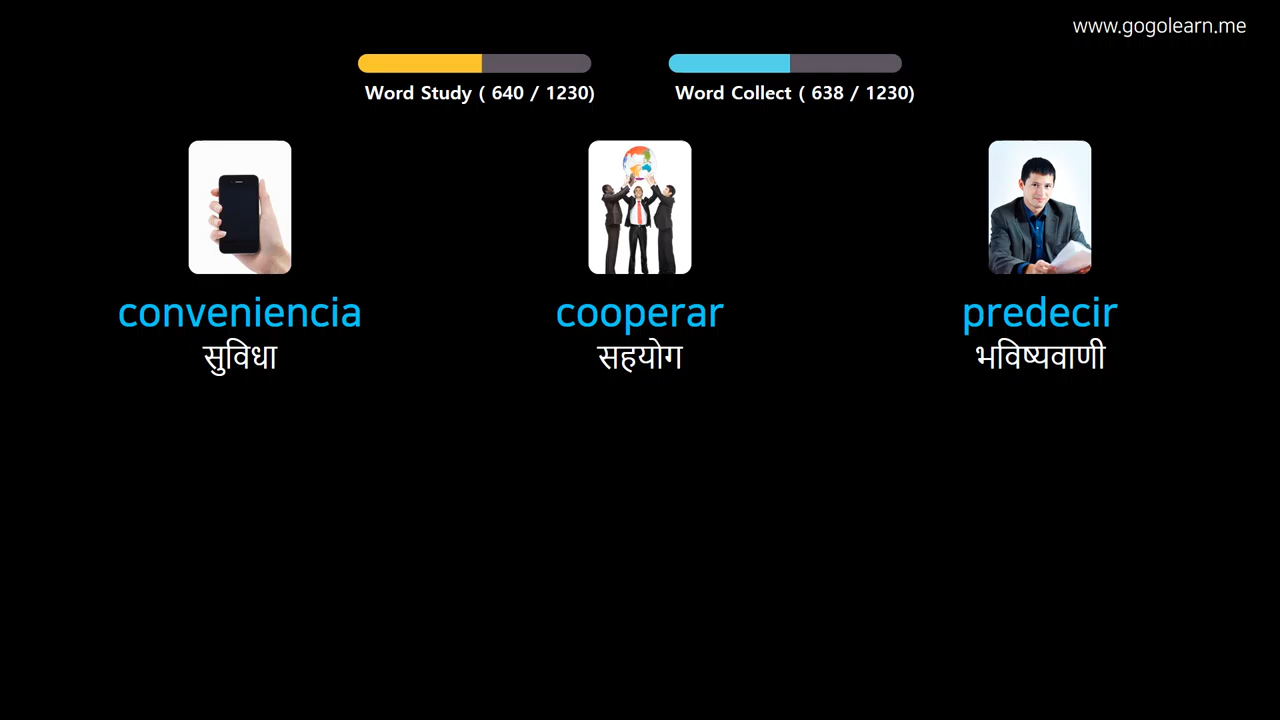 www.gogolearn.me
Word Study ( 640 / 1230)
Word Collect ( 638 / 1230)
conveniencia
सुविधा
cooperar
सहयोग
predecir
भविष्यवाणी